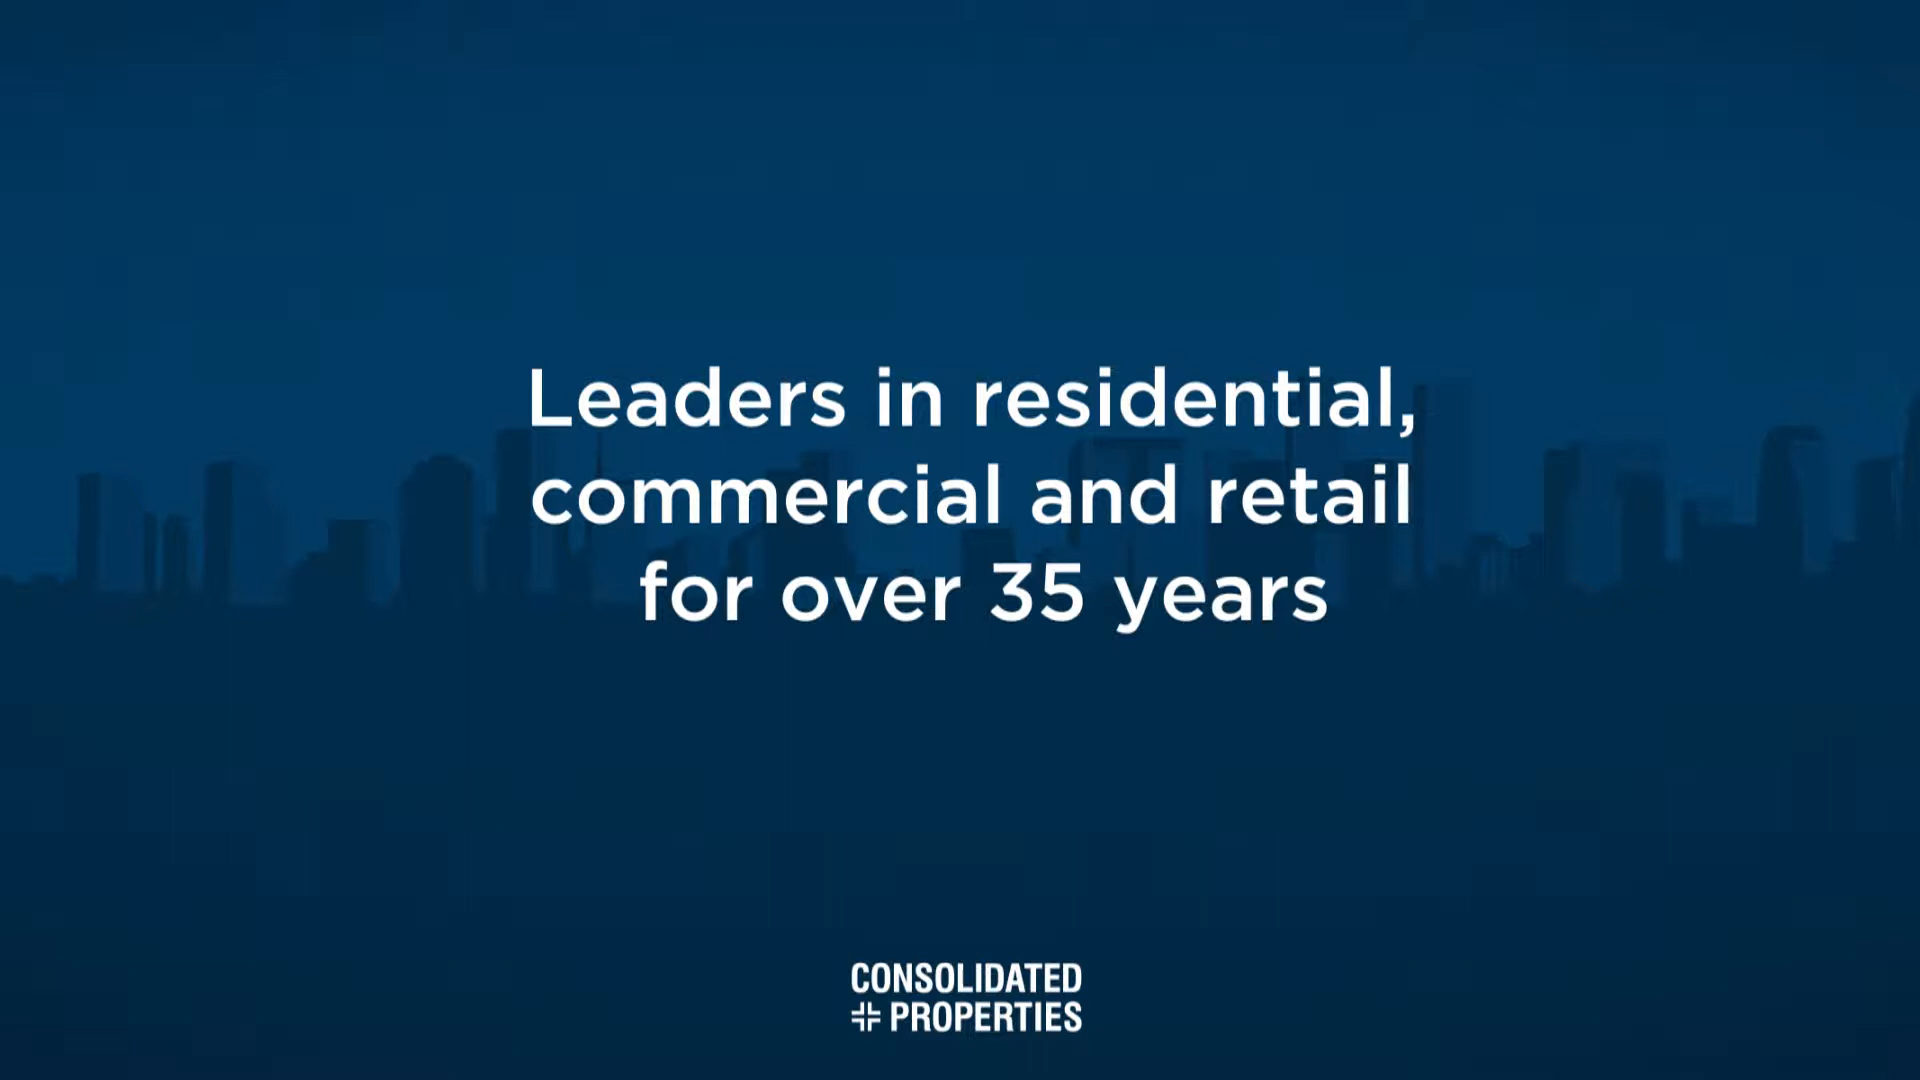 Leaders in residential,
commercial and retail
for over 35 years
CONSOLIDATED
PROPERTIES